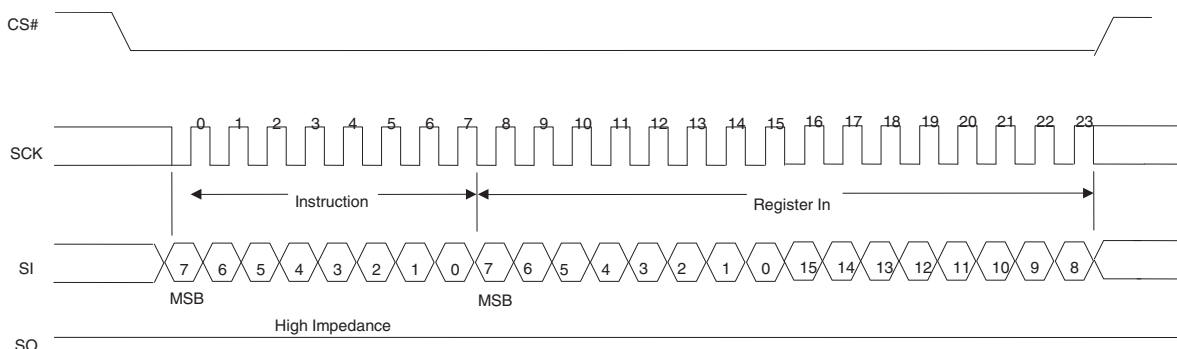 CS#
0 1 2 3 4 5 6 7 8 9 10 11 12 13 14 15 16 17 18 19 20 21 22 23
SCK
Instruction Register In
SI 7 6 5 4 3 2 1 0 7 6 5 4 3 2 1 0 15 14 13 12 11 10 9 8
MSB MSB
High Impedance
SO